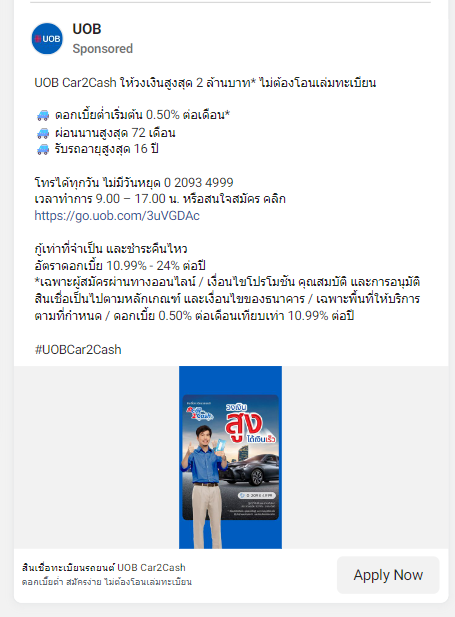 UOB
UOB
Sponsored
UOB Car2Cash ให้วงเงินสูงสุด 2 ล้านบาท* ไม่ต้องโอนเล่มทะเบียน
ดอกเบี้ยต่ำเริ่มต้น 0.50% ต่อเดือน*
ผ่อนนานสูงสุด 72 เดือน
รับรถอายุสูงสุด 16 ปี
โทรได้ทุกวัน ไม่มีวันหยุด 0 2093 4999
เวลาทำการ 9.00 – 17.00 น. หรือสนใจสมัคร คลิก
https://go.uob.com/3uVGDAc
กู้เท่าที่จำเป็น และชำระคืนไหว
อัตราดอกเบี้ย 10.99% - 24% ต่อปี
*เฉพาะผู้สมัครผ่านทางออนไลน์ / เงื่อนไขโปรโมชัน คุณสมบัติ และการอนุมัติ
สินเชื่อเป็นไปตามหลักเกณฑ์ และเงื่อนไขของธนาคาร / เฉพาะพื้นที่ให้บริการ
ตามที่กำหนด / ดอกเบี้ย 0.50% ต่อเดือนเทียบเท่า 10.99% ต่อปี
#UOBCar2Cash
วงเงิน
สูง
ได้เงินเร็ว
0 2093 4999
สินเชื่อทะเบียนรถยนต์ UOB Car2Cash
ดอกเบี้ยต่ำ สมัครง่าย ไม่ต้องโอนเล่มทะเบียน
Apply Now